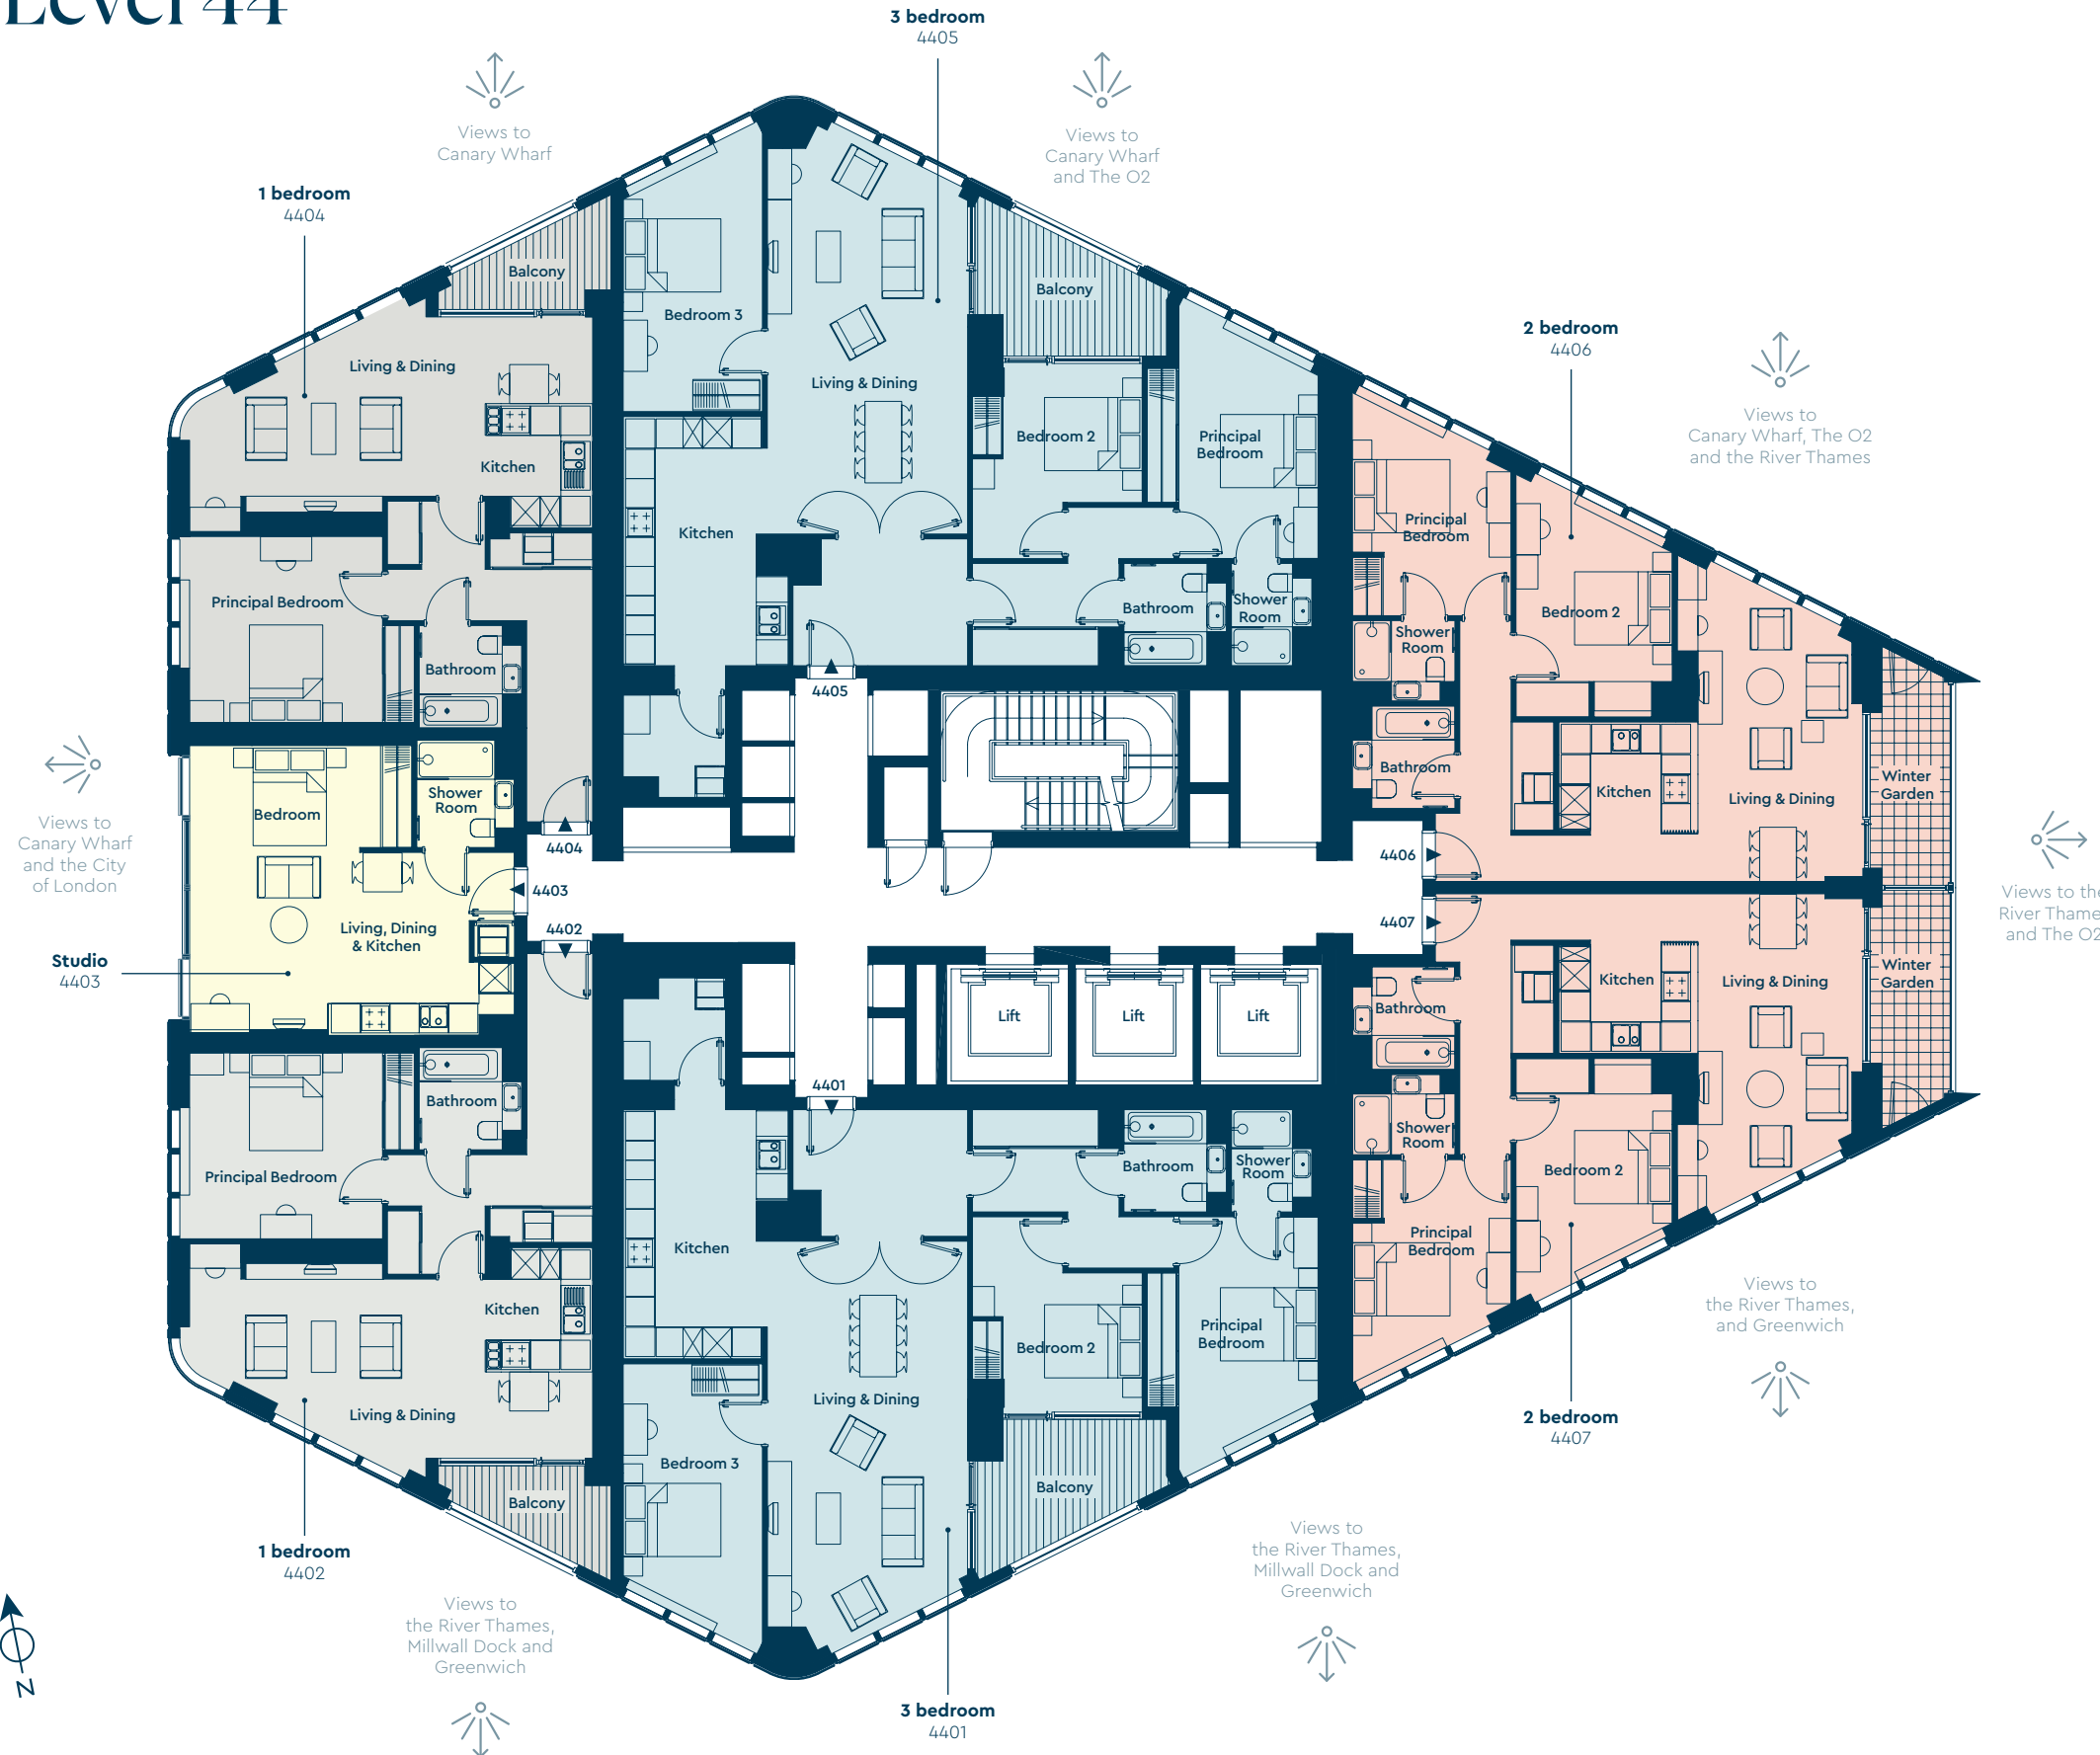 Level 44
3 bedroom
4405
Views to
Canary Wharf
Views to
Canary Wharf
and The O2
1 bedroom
4404
Balcony
Balcony
Bedroom 3
Living & Dining
Living & Dining
2 bedroom
4406
Views to
Canary Wharf, The O2
and the River Thames
Kitchen
Bedroom 2
Principal
Bedroom
Kitchen
Principal
Bedroom
Principal Bedroom
Bathroom
Shower
Room
Bedroom 2
Bathroom
Shower
Room
4405
Bathroom
Kitchen
Living & Dining
Winter
Garden
Views to
Canary Wharf
and the City
of London
Bedroom
Shower
Room
4404
4403
4402
4406
4407
Views to the
River Thame
and The O2
Living, Dining
& Kitchen
Studio
4403
Lift
Lift
Lift
Bathroom
Kitchen
Living & Dining
Winter
Garden
4401
Bathroom
Principal Bedroom
Bathroom
Shower
Room
Shower
Room
Bedroom 2
Kitchen
Kitchen
Principal
Bedroom
Principal
Bedroom
Bedroom 2
Living & Dining
Living & Dining
Views to
the River Thames,
and Greenwich
Bedroom 3
Balcony
Balcony
2 bedroom
4407
1 bedroom
4402
Views to
the River Thames,
Millwall Dock and
Greenwich
Views to
the River Thames,
Millwall Dock and
Greenwich
3 bedroom
4401
N